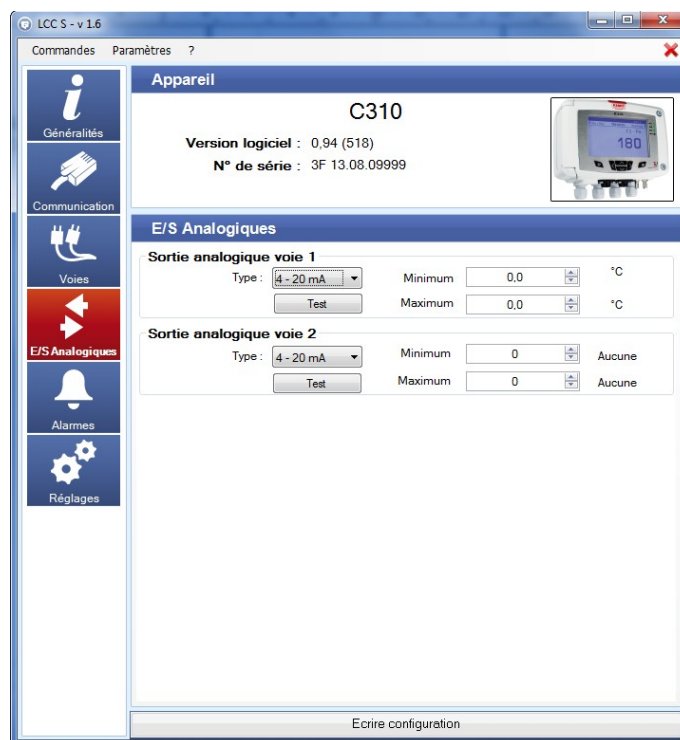 LCC S - v 1.6
Commandes Paramètres ?
Généralités
Communication
Voies
E/S Analogiques
Alarmes
Réglages
Appareil
C310
Version logiciel : 0,94 (518)
N° de série : 3F 13.08.09999
180
E/S Analogiques
Sortie analogique voie 1
Type : 4 - 20 mA Minimum 0,0 °C
Test Maximum 0,0 °C
Sortie analogique voie 2
Type : 4 - 20 mA Minimum 0 Aucune
Test Maximum 0 Aucune
Ecrire configuration